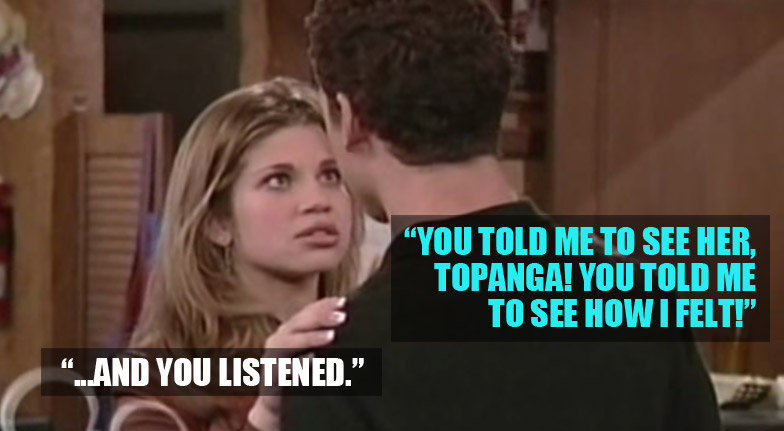 “YOU TOLD ME TO SEE HER,
TOPANGA! YOU TOLD ME
TO SEE HOW I FELT!”
“...AND YOU LISTENED.”